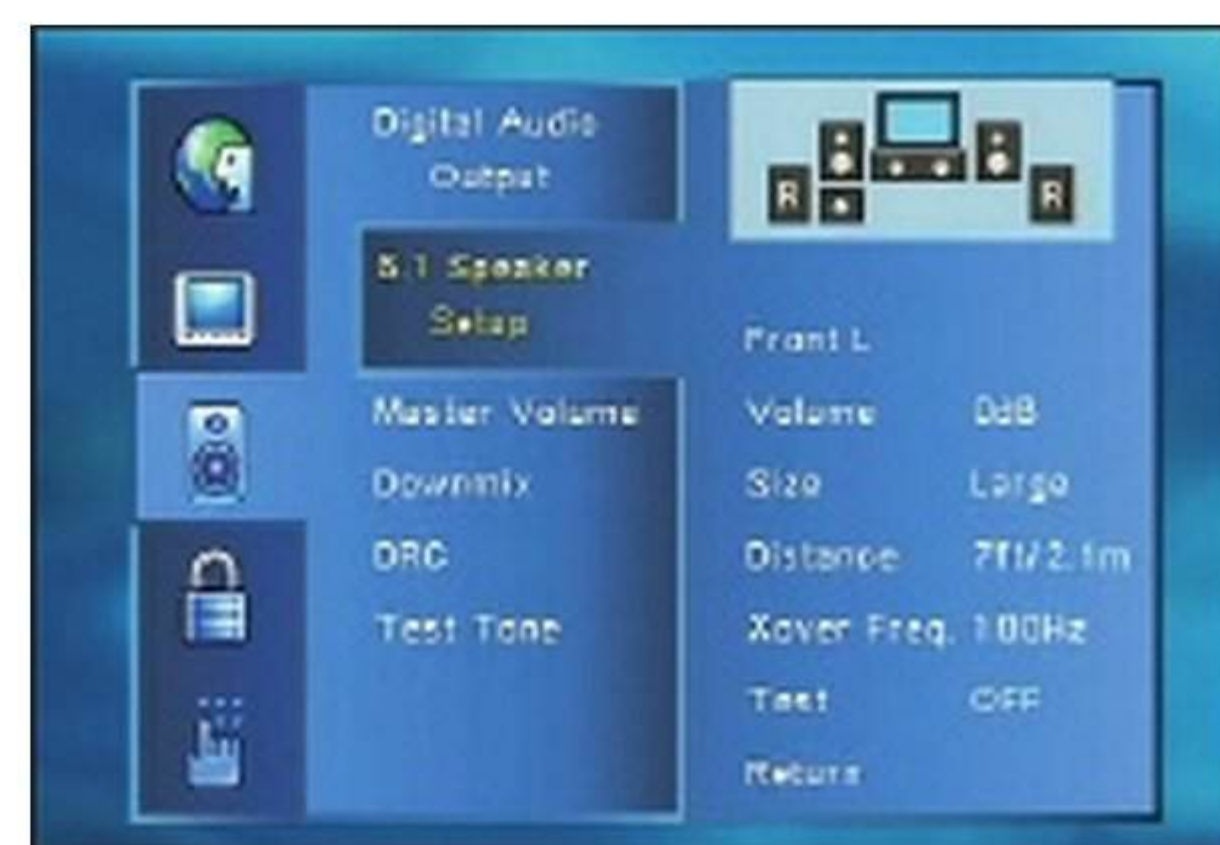 Digital Audio
Output
5.1 Speaker
Setup
Master Volume
Downmix
DRC
Test Tone
R
R
Front L
Volume 0dB
Size Large
Distance 7ft/2.1m
Xover Freq. 100Hz
Test OFF
Return